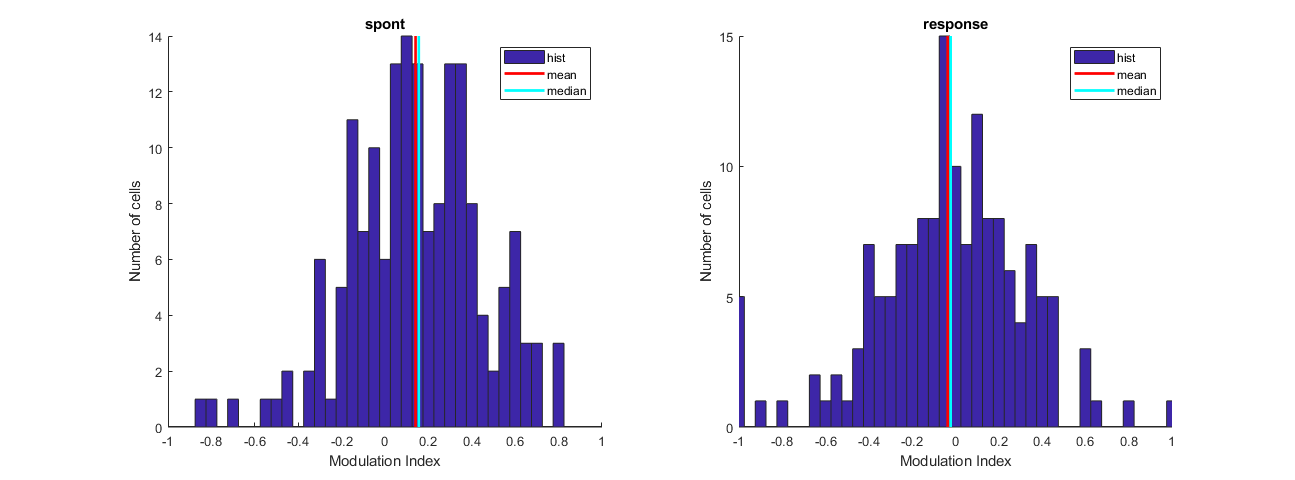 spont
14
12
10
8
6
4
2
0
Number of cells
-1 -0.8 -0.6 -0.4 -0.2 0 0.2 0.4 0.6 0.8 1
Modulation Index
hist
mean
median
response
15
10
5
0
Number of cells
-1 -0.8 -0.6 -0.4 -0.2 0 0.2 0.4 0.6 0.8 1
Modulation Index
hist
mean
median